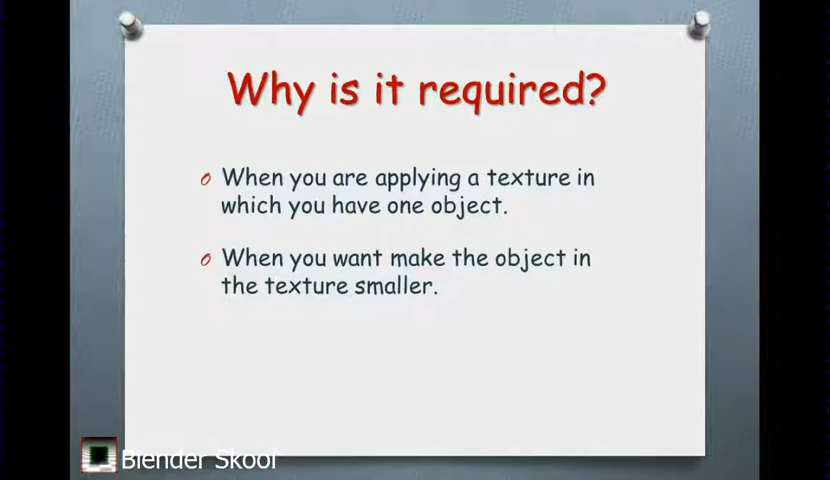 Why is it required?
When you are applying a texture in
which you have one object.
When you want make the object in
the texture smaller.
Blender Skool